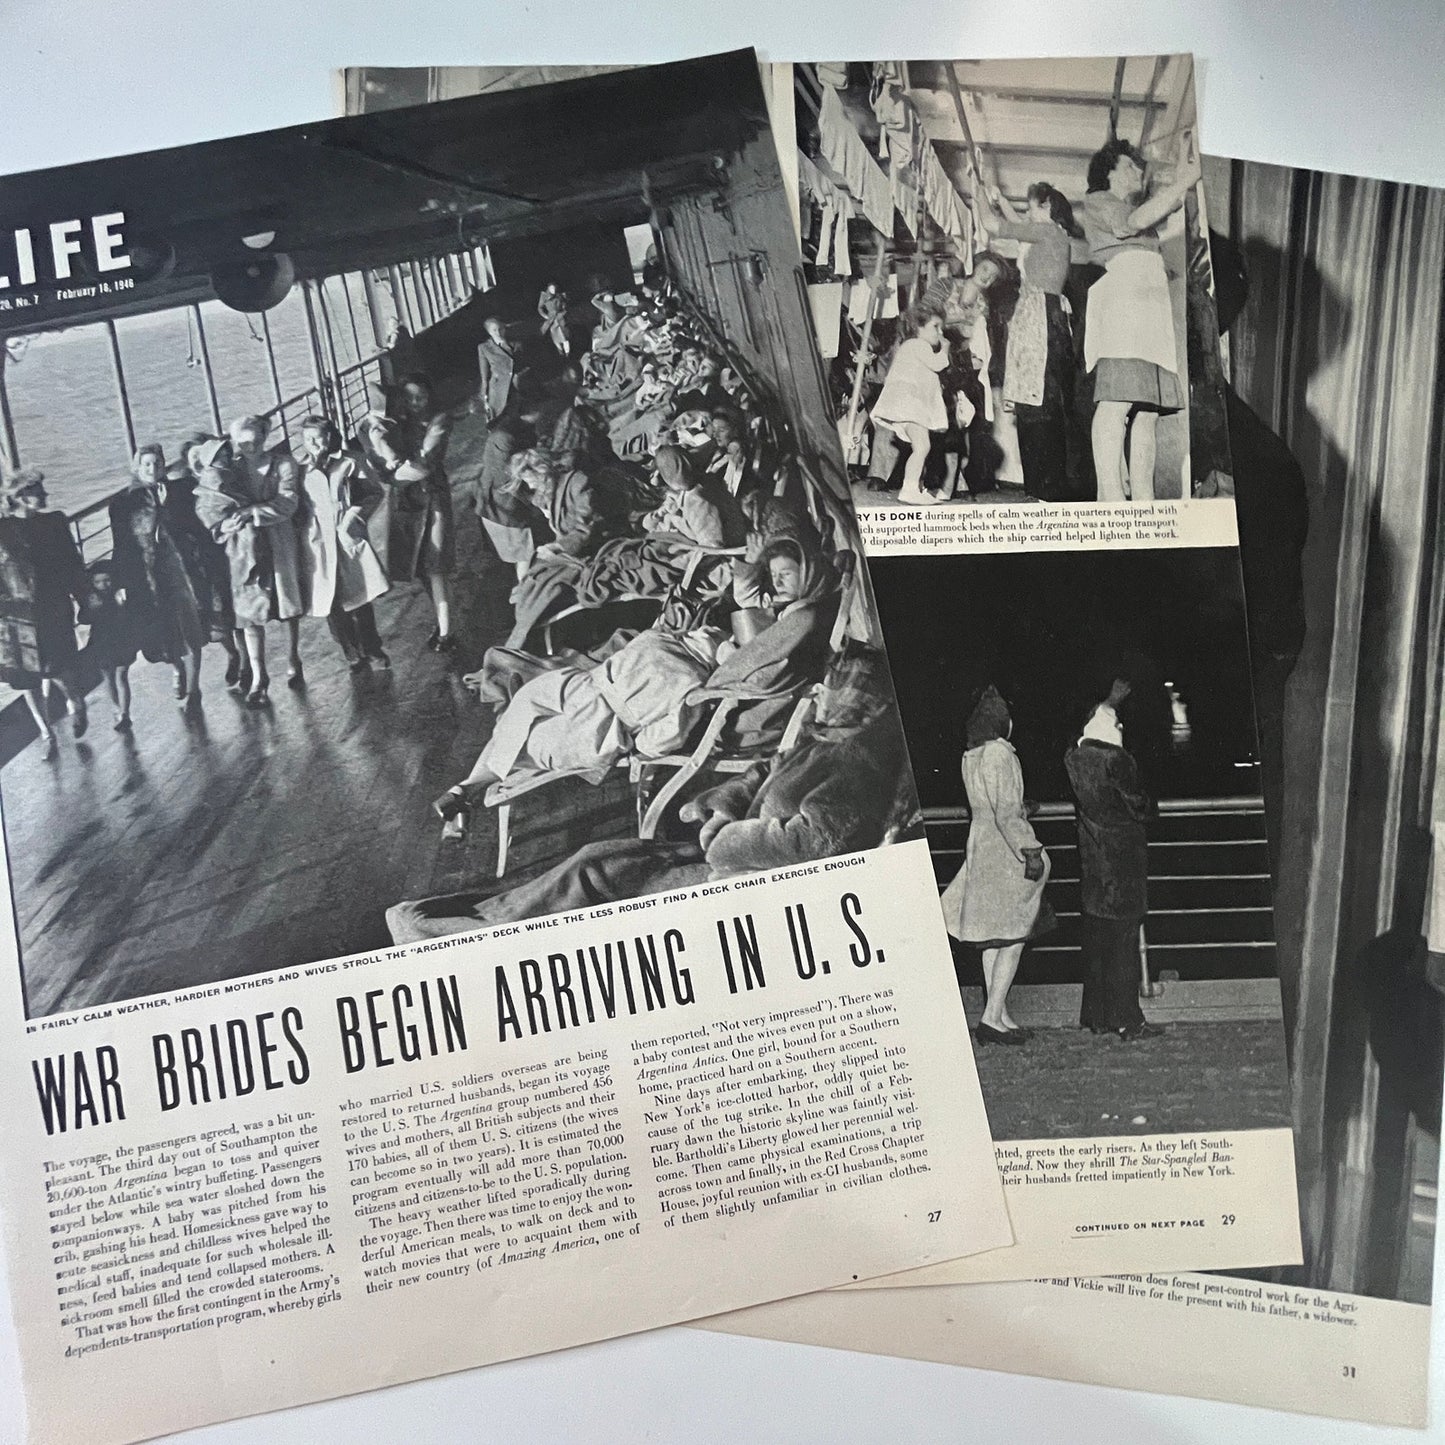 LIFE
20, No. 7 February 18, 1946
IN FAIRLY CALM WEATHER, HARDIER MOTHERS AND WIVES STROLL THE "ARGENTINA'S" DECK WHILE THE LESS ROBUST FIND A DECK CHAIR EXERCISE ENOUGH
WAR BRIDES BEGIN ARRIVING IN U. S.
The voyage, the passengers agreed, was a bit un-
pleasant. The third day out of Southampton the
20,600-ton Argentina began to toss and quiver
under the Atlantic's wintry buffeting. Passengers
stayed below while sea water sloshed down the
companionways. A baby was pitched from his
crib, gashing his head. Homesickness gave way to
acute seasickness and childless wives helped the
medical staff, inadequate for such wholesale ill-
ness, feed babies and tend collapsed mothers. A
sickroom smell filled the crowded staterooms.
That was how the first contingent in the Army's
dependents-transportation program, whereby girls
who married U.S. soldiers overseas are being
restored to returned husbands, began its voyage
to the U.S. The Argentina group numbered 456
wives and mothers, all British subjects and their
170 babies, all of them U. S. citizens (the wives
can become so in two years). It is estimated the
program eventually will add more than 70,000
citizens and citizens-to-be to the U.S. population.
The heavy weather lifted sporadically during
the voyage. Then there was time to enjoy the won-
derful American meals, to walk on deck and to
watch movies that were to acquaint them with
their new country (of Amazing America, one of
them reported, "Not very impressed"). There was
a baby contest and the wives even put on a show,
Argentina Antics. One girl, bound for a Southern
home, practiced hard on a Southern accent.
Nine days after embarking, they slipped into
New York's ice-clotted harbor, oddly quiet be-
cause of the tug strike. In the chill of a Feb-
ruary dawn the historic skyline was faintly visi-
ble. Bartholdi's Liberty glowed her perennial wel-
come. Then came physical examinations, a trip
across town and finally, in the Red Cross Chapter
House, joyful reunion with ex-GI husbands, some
of them slightly unfamiliar in civilian clothes.
27
RY IS DONE during spells of calm weather in quarters equipped with
ich supported hammock beds when the Argentina was a troop transport.
) disposable diapers which the ship carried helped lighten the work.
hted, greets the early risers. As they left South-
ngland. Now they shrill The Star-Spangled Ban-
heir husbands fretted impatiently in New York.
CONTINUED ON NEXT PAGE 29
meron does forest pest-control work for the Agri-
He and Vickie will live for the present with his father, a widower.
31